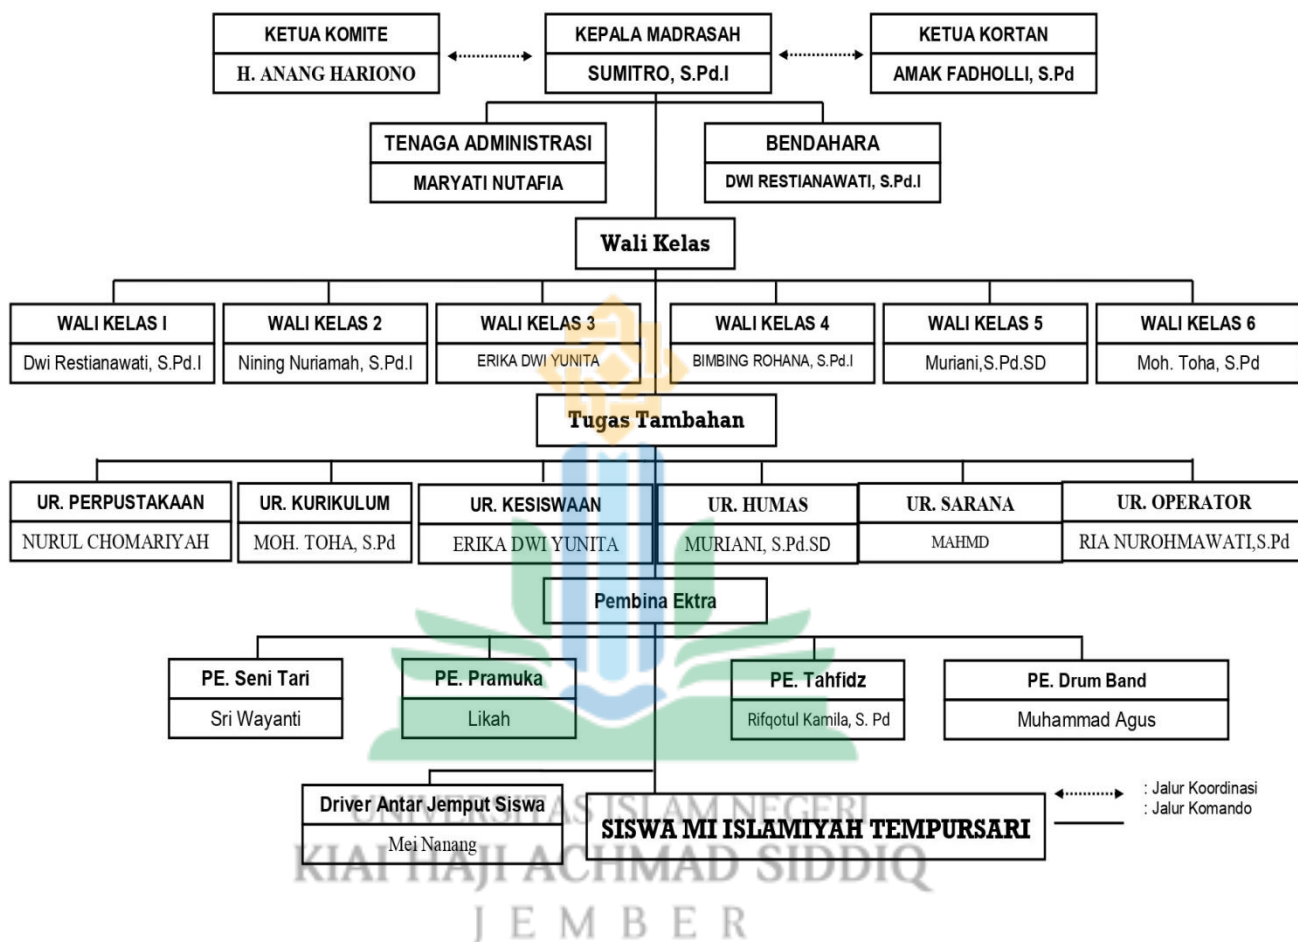 KETUA KOMITE
H. ANANG HARIONO
KEPALA MADRASAH
SUMITRO, S.Pd.I
KETUA KORTAN
AMAK FADHOLLI, S.Pd
TENAGA ADMINISTRASI
MARYATI NUTAFIA
BENDAHARA
DWI RESTIANAWATI, S.Pd.I
Wali Kelas
WALI KELAS I
Dwi Restianawati, S.Pd.I
WALI KELAS 2
Nining Nuriamah, S.Pd.I
WALI KELAS 3
ERIKA DWI YUNITA
WALI KELAS 4
BIMBING ROHANA, S.Pd.I
WALI KELAS 5
Muriani,S.Pd.SD
WALI KELAS 6
Moh. Toha, S.Pd
Tugas Tambahan
UR. PERPUSTAKAAN
NURUL CHOMARIYAH
UR. KURIKULUM
MOH. TOHA, S.Pd
UR. KESISWAAN
ERIKA DWI YUNITA
UR. HUMAS
MURIANI, S.Pd.SD
UR. SARANA
MAHMD
UR. OPERATOR
RIA NUROHMAWATI,S.Pd
Pembina Ektra
PE. Seni Tari
Sri Wayanti
PE. Pramuka
Likah
PE. Tahfidz
Rifqotul Kamila, S. Pd
PE. Drum Band
Muhammad Agus
Driver Antar Jemput Siswa
Mei Nanang
SISWA MI ISLAMIYAH TEMPURSARI
: Jalur Koordinasi
: Jalur Komando
UNIVERSITAS ISLAM NEGERI
KIAI HAJI ACHMAD SIDDIQ
JEMBER